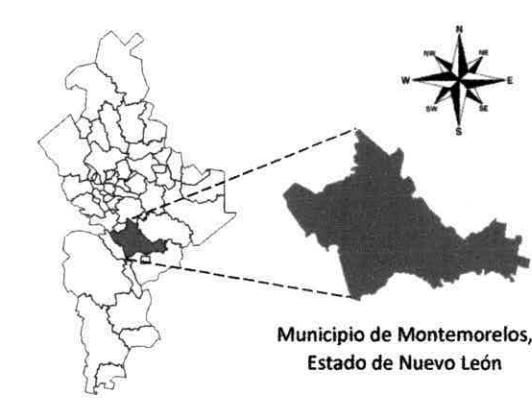 N
NW NE
W E
SW SE
S
Municipio de Montemorelos,
Estado de Nuevo León